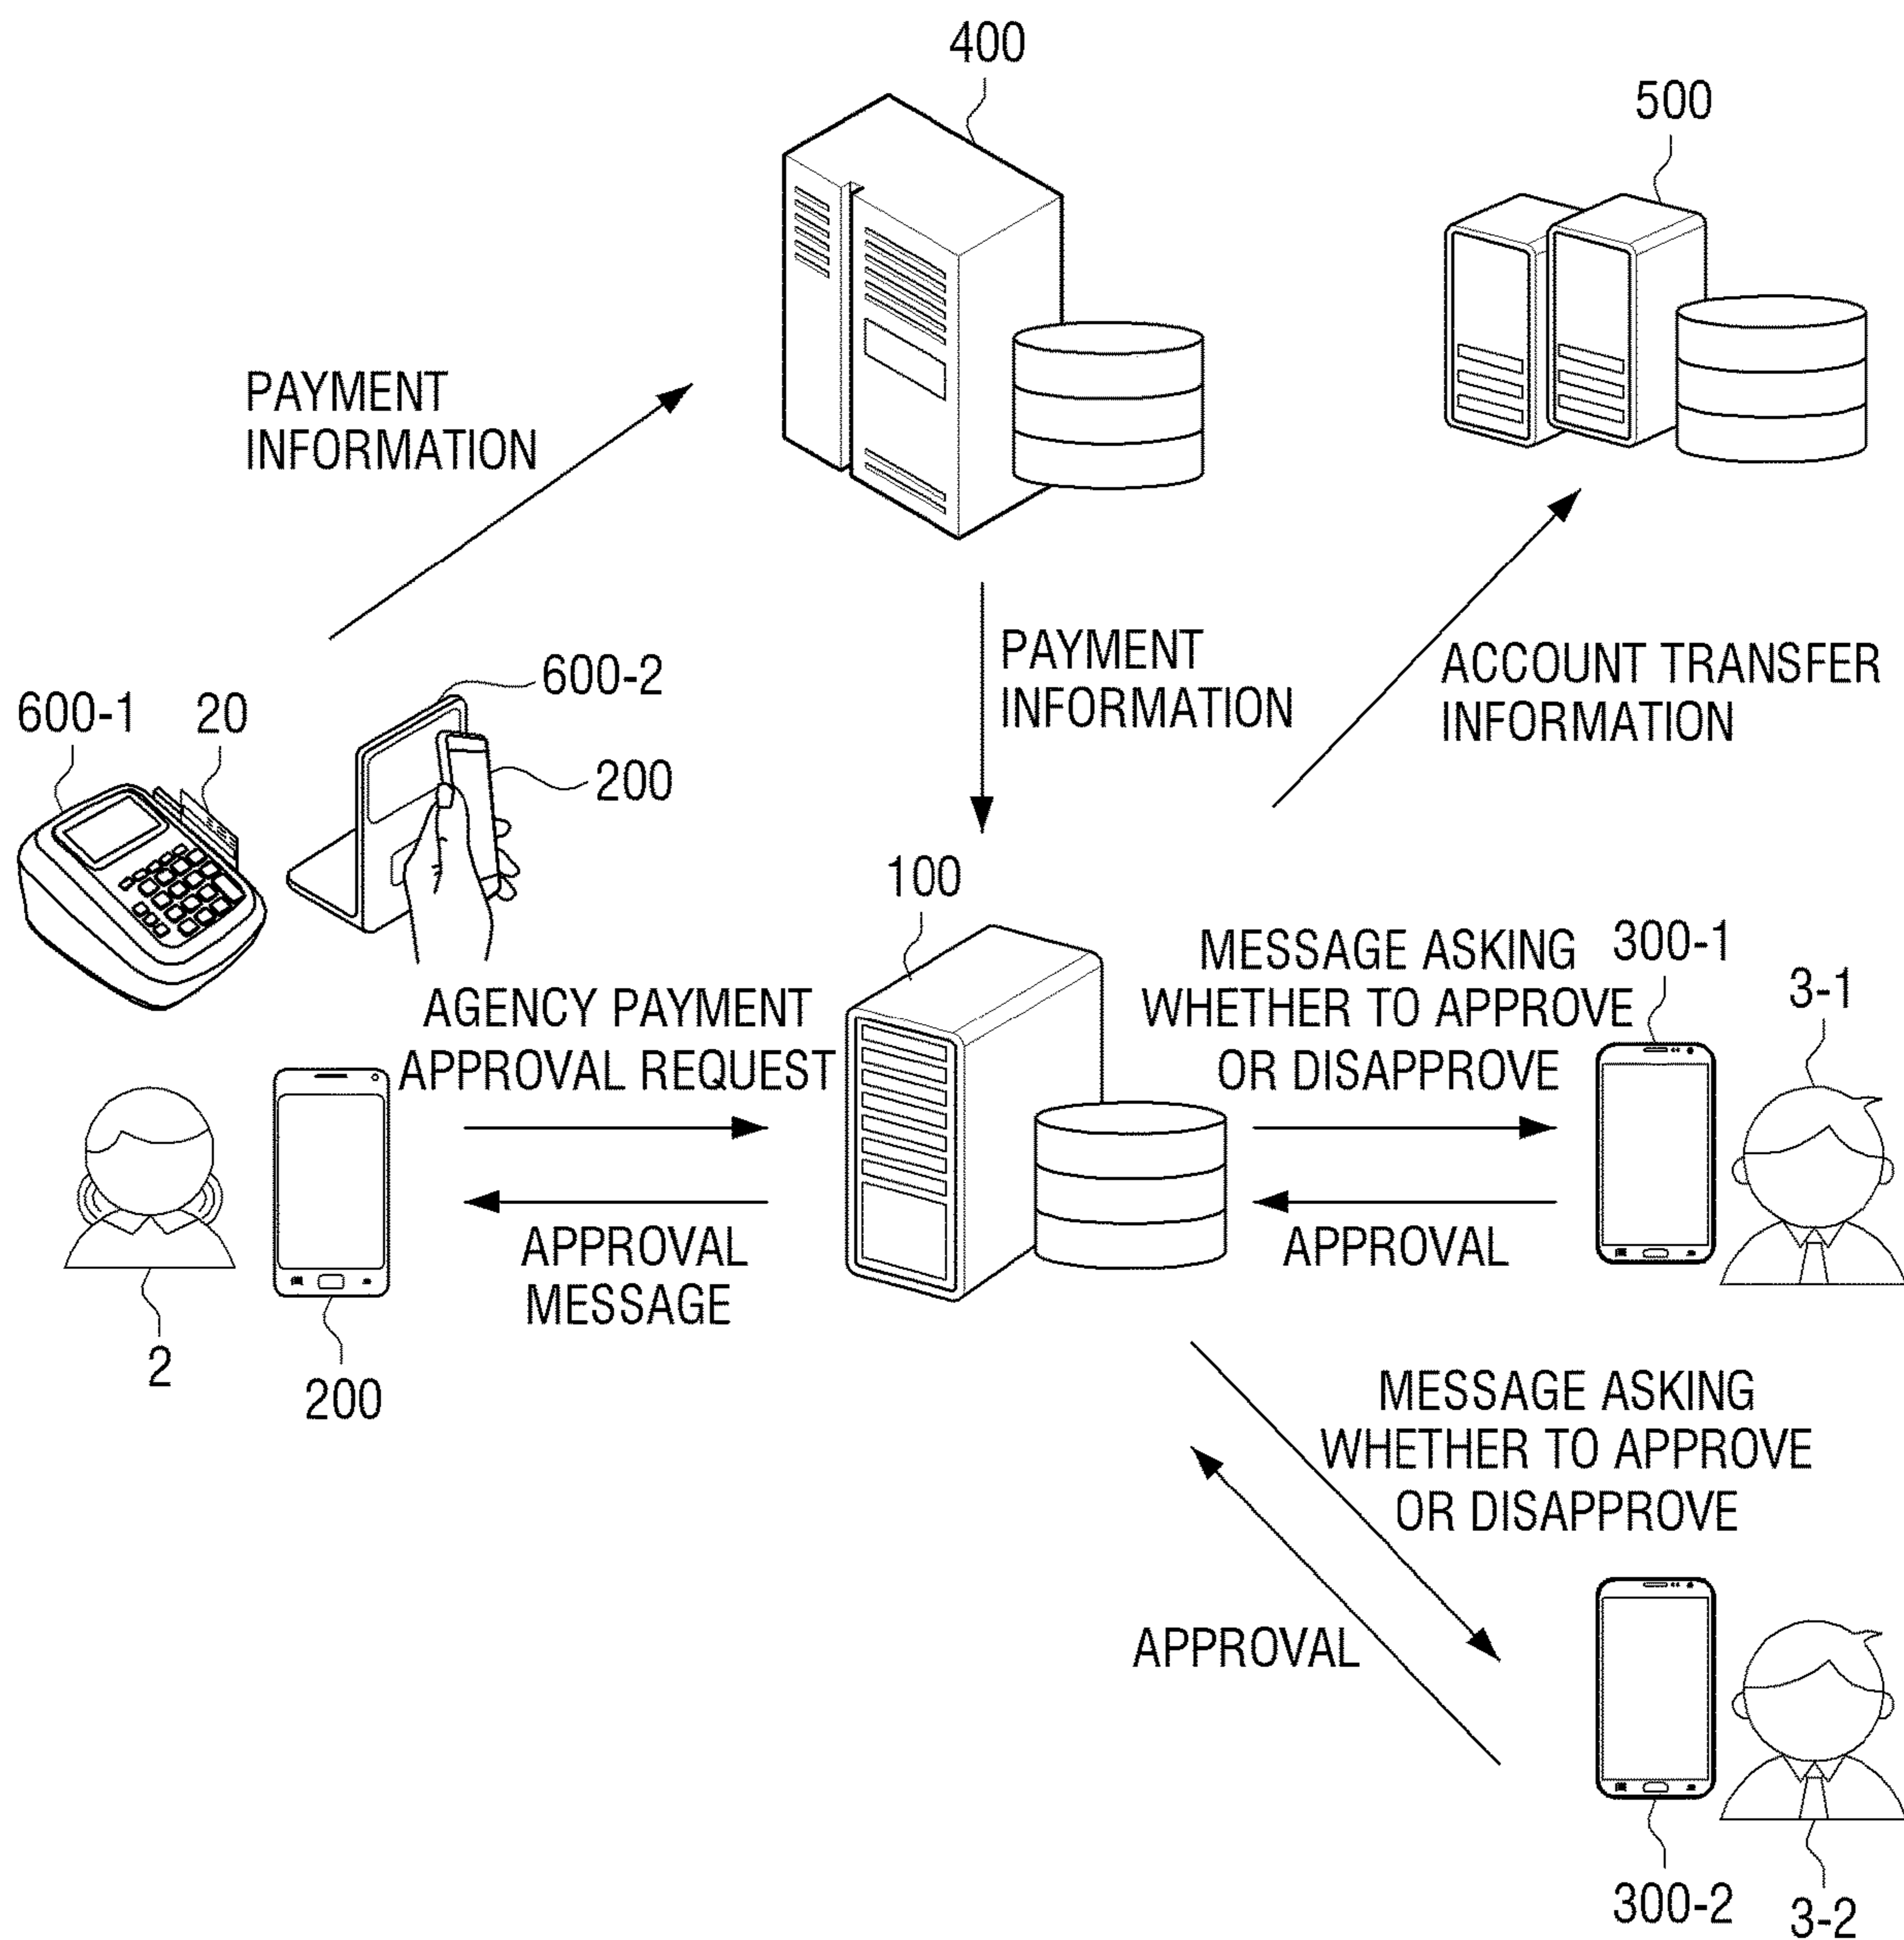 400
500
PAYMENT
INFORMATION
PAYMENT
INFORMATION
ACCOUNT TRANSFER
INFORMATION
600-1
20
600-2
200
100
MESSAGE ASKING
WHETHER TO APPROVE
OR DISAPPROVE
300-1
3-1
AGENCY PAYMENT
APPROVAL REQUEST
APPROVAL
MESSAGE
APPROVAL
2
200
MESSAGE ASKING
WHETHER TO APPROVE
OR DISAPPROVE
APPROVAL
300-2
3-2